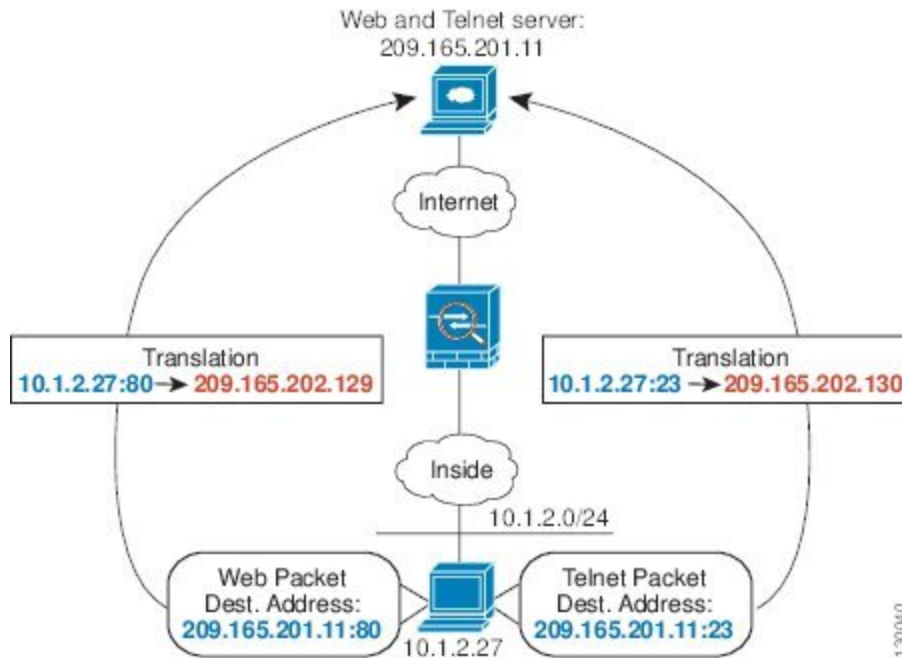 Web and Telnet server:
209.165.201.11
Internet
Translation
10.1.2.27:80 209.165.202.129
Translation
10.1.2.27:23 209.165.202.130
Inside
10.1.2.0/24
Web Packet
Dest. Address:
209.165.201.11:80
Telnet Packet
Dest. Address:
209.165.201.11:23
10.1.2.27
130040